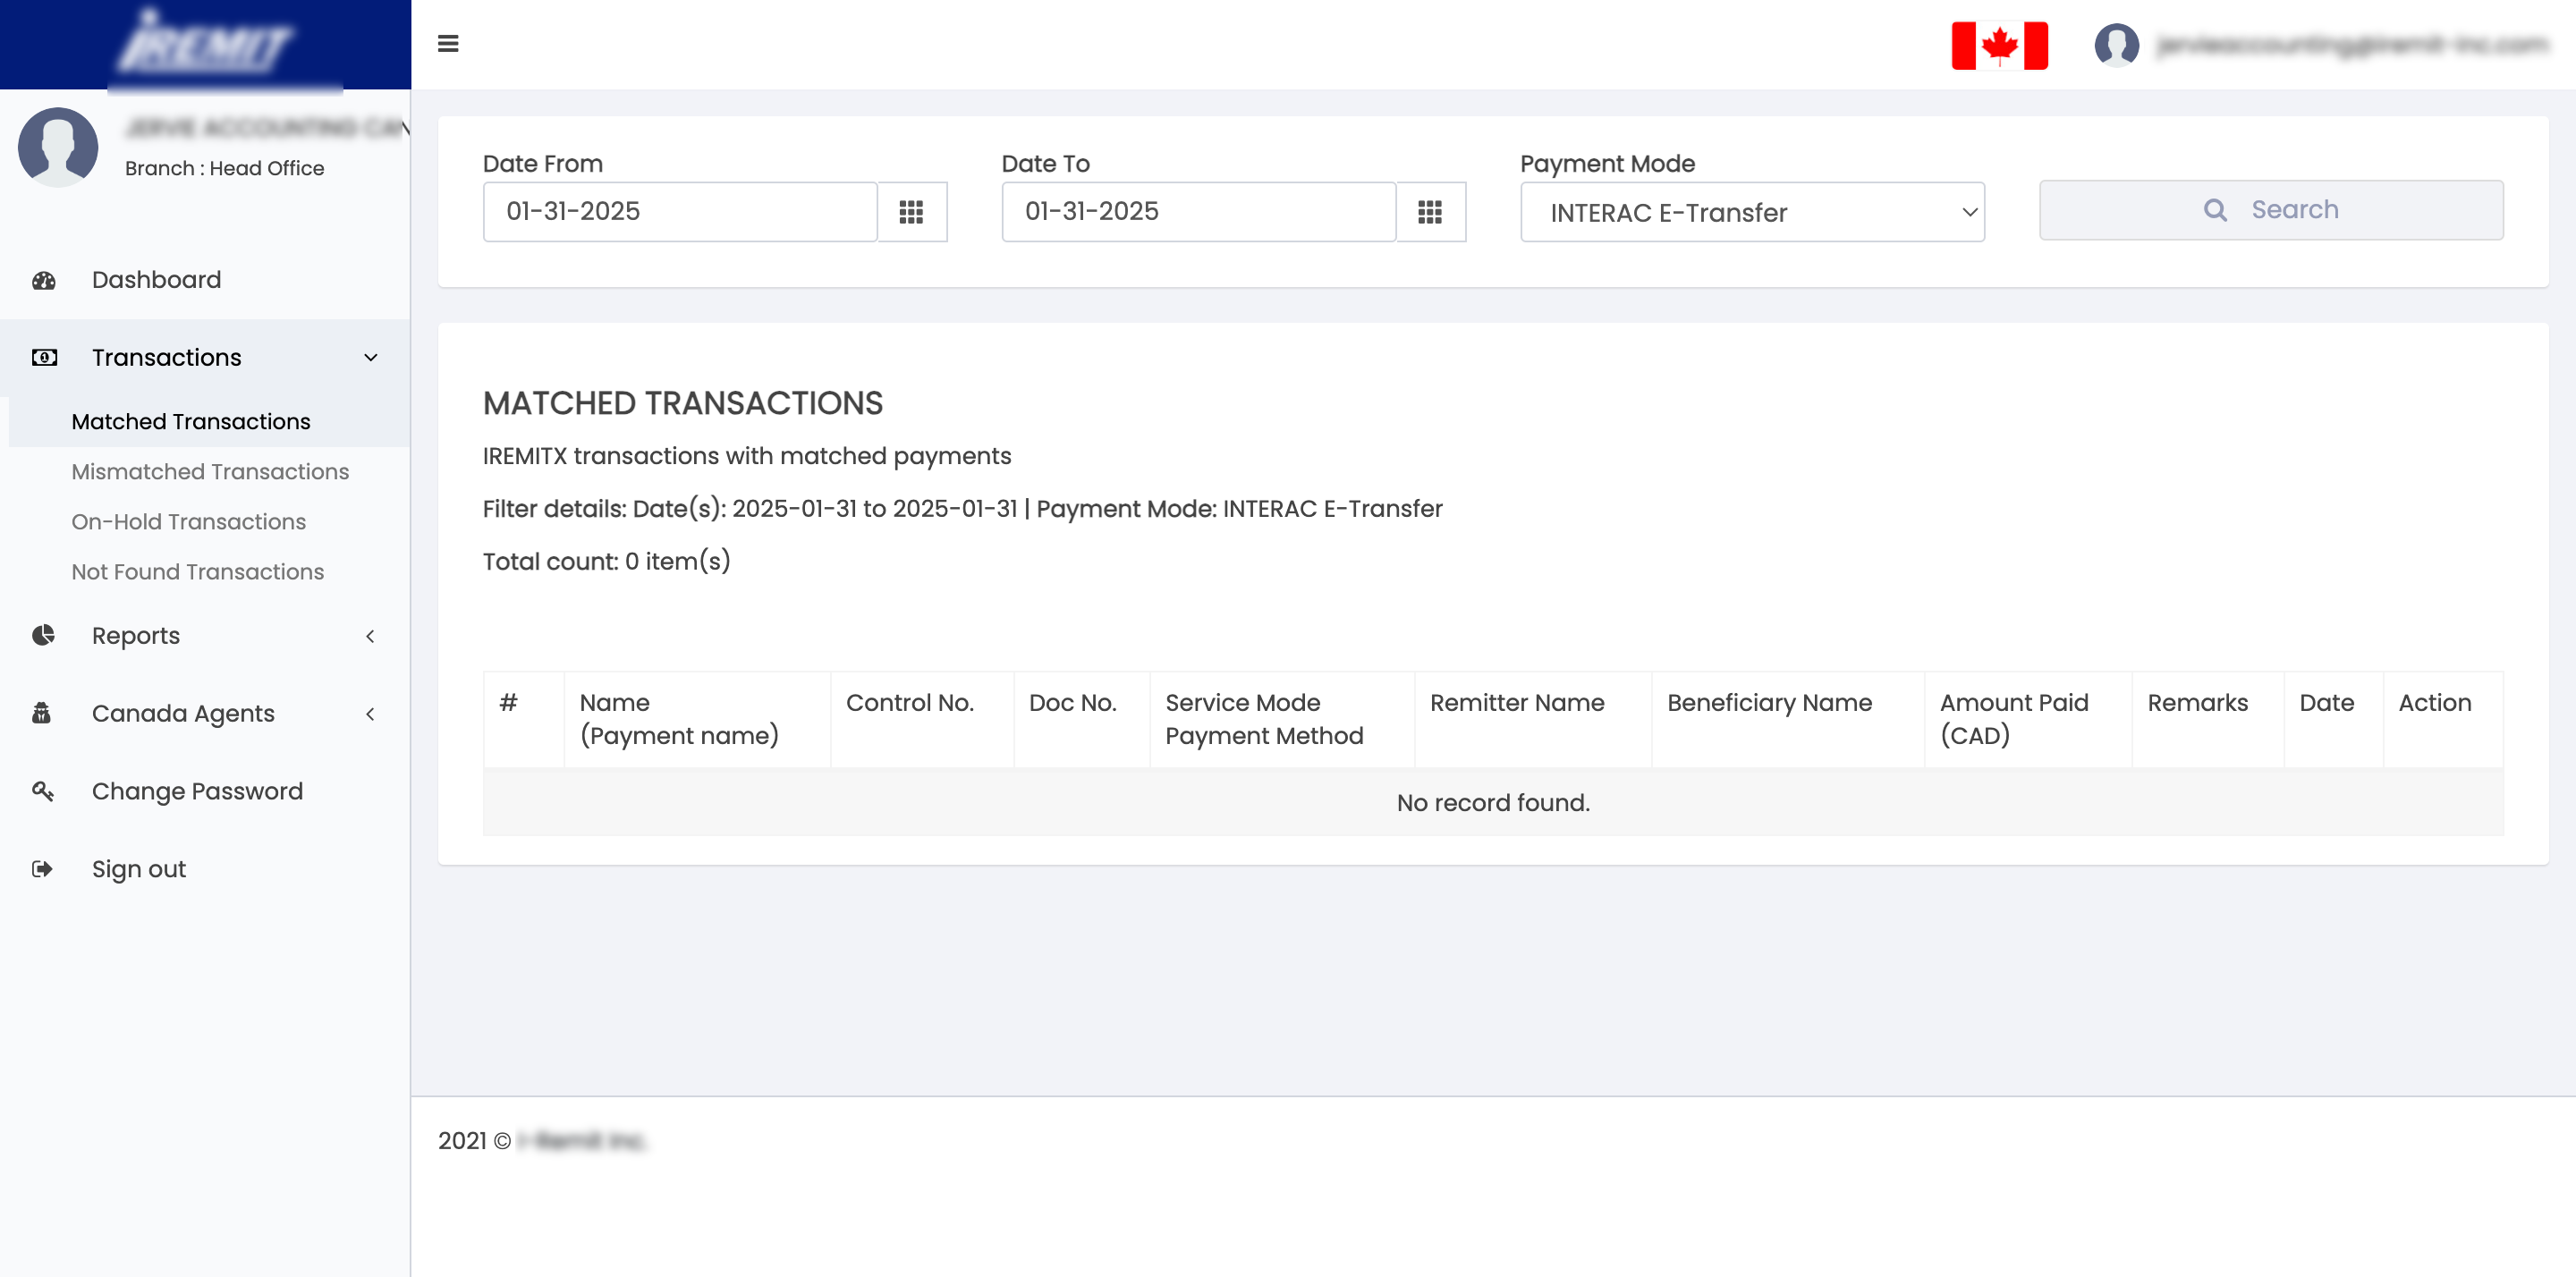 iREMIT
Branch : Head Office
Dashboard
Transactions
Matched Transactions
Mismatched Transactions
On-Hold Transactions
Not Found Transactions
Reports
Canada Agents
Change Password
Sign out
Date From
01-31-2025
Date To
01-31-2025
Payment Mode
INTERAC E-Transfer
Search
MATCHED TRANSACTIONS
IREMITX transactions with matched payments
Filter details: Date(s): 2025-01-31 to 2025-01-31 | Payment Mode: INTERAC E-Transfer
Total count: 0 item(s)
#
Name
(Payment name)
Control No.
Doc No.
Service Mode
Payment Method
Remitter Name
Beneficiary Name
Amount Paid
(CAD)
Remarks
Date
Action
No record found.
2021 ©